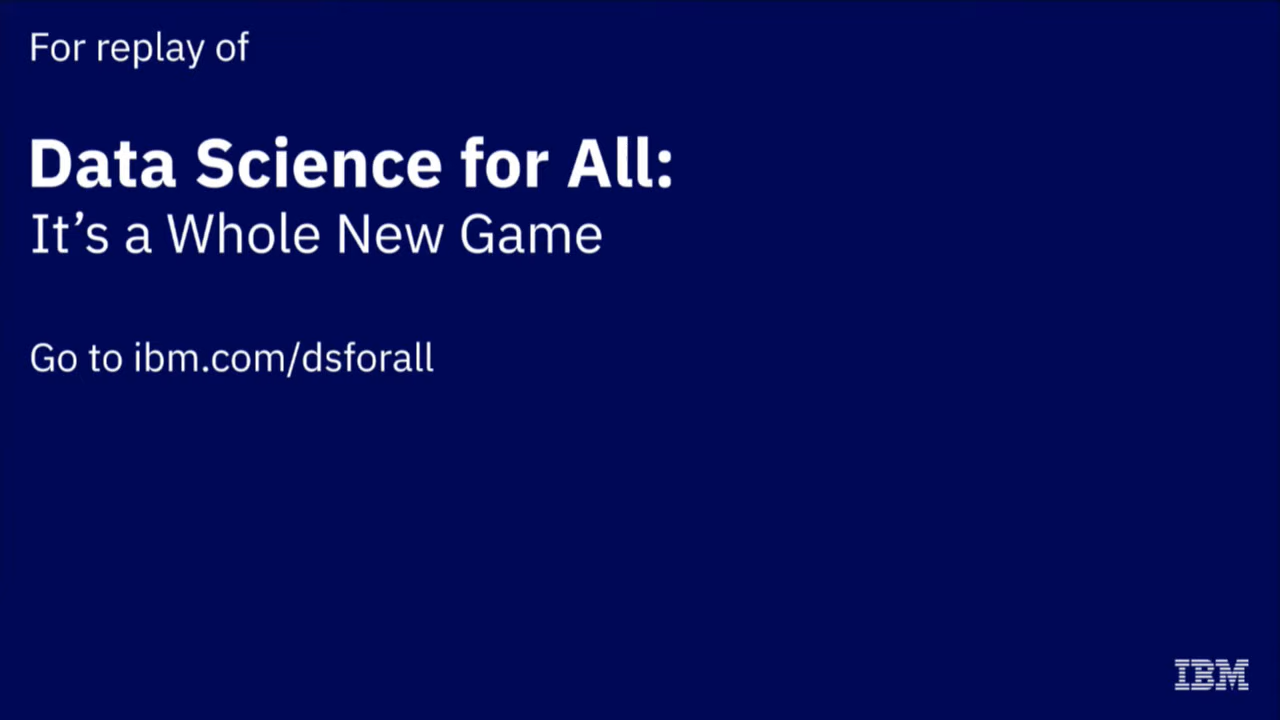 For replay of
Data Science for All:
It’s a Whole New Game
Go to ibm.com/dsforall
IBM